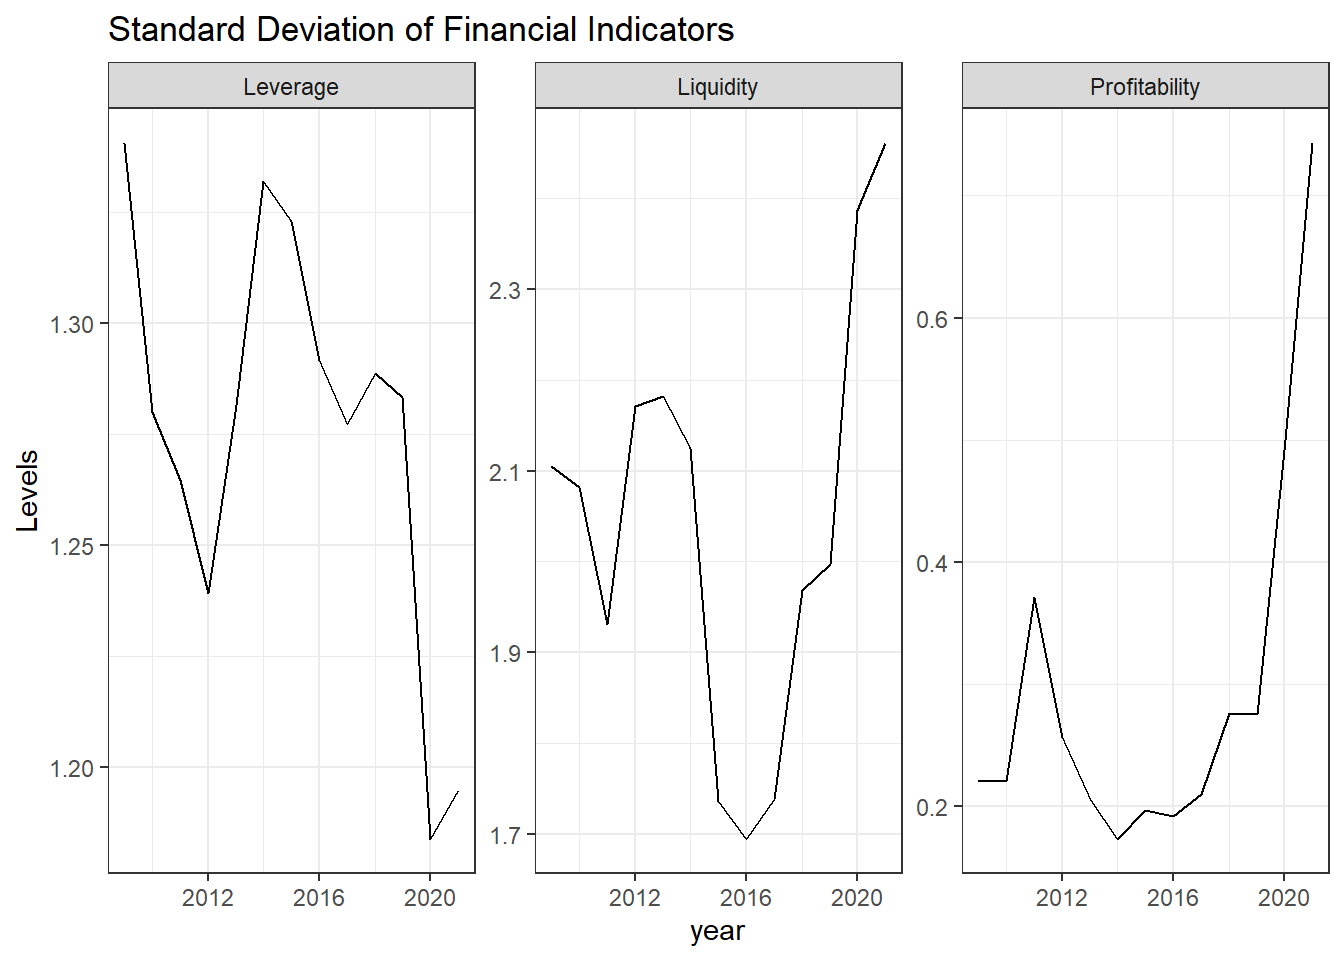 Standard Deviation of Financial Indicators
Leverage
Liquidity
Profitability
Levels
1.30
1.25
1.20
2.3
2.1
1.9
1.7
0.6
0.4
0.2
2012 2016 2020
2012 2016 2020
2012 2016 2020
year